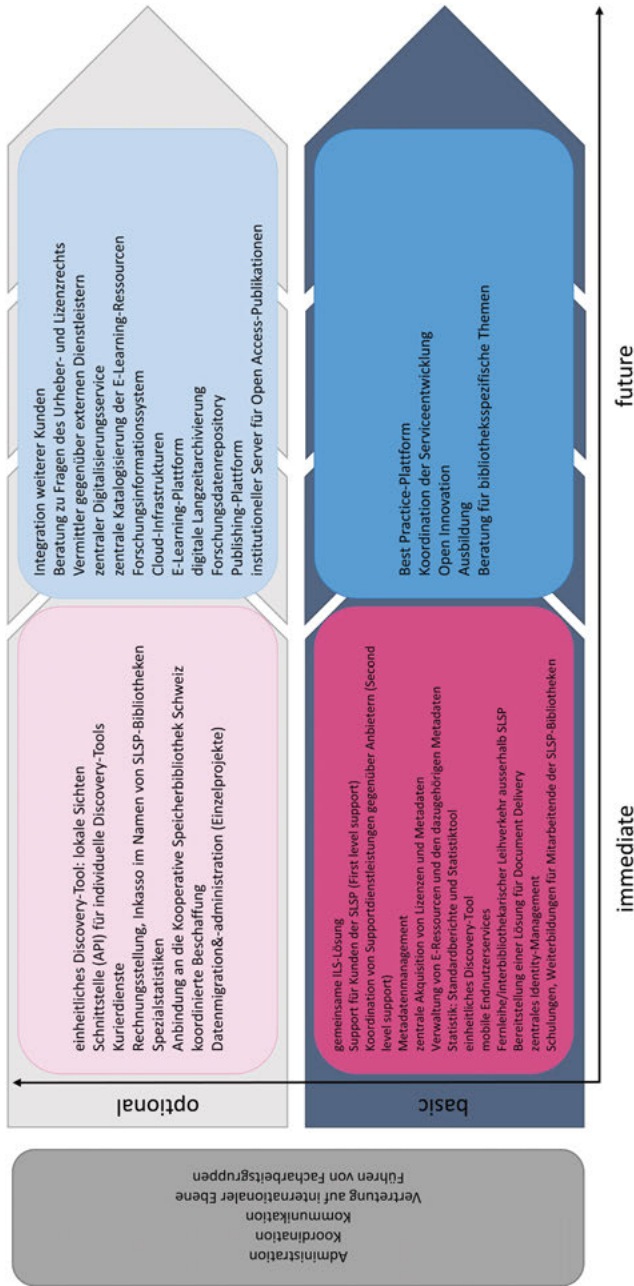 Administration
Koordination
Kommunikation
Vertretung auf internationaler Ebene
Führen von Facharbeitsgruppen
optional
einheitliches Discovery-Tool: lokale Sichten
Schnittstelle (API) für individuelle Discovery-Tools
Kurierdienste
Rechnungsstellung, Inkasso im Namen von SLSP-Bibliotheken
Spezialstatistiken
Anbindung an die Kooperative Speicherbibliothek Schweiz
koordinierte Beschaffung
Datenmigration&-administration (Einzelprojekte)
Integration weiterer Kunden
Beratung zu Fragen des Urheber- und Lizenzrechts
Vermittler gegenüber externen Dienstleistern
zentraler Digitalisierungsservice
zentrale Katalogisierung der E-Learning-Ressourcen
Forschungsinformationssystem
Cloud-Infrastrukturen
E-Learning-Plattform
digitale Langzeitarchivierung
Forschungsdatenrepository
Publishing-Plattform
institutioneller Server für Open Access-Publikationen
basic
gemeinsame ILS-Lösung
Support für Kunden der SLSP (First level support)
Koordination von Supportdienstleistungen gegenüber Anbietern (Second
level support)
Metadatenmanagement
zentrale Akquisition von Lizenzen und Metadaten
Verwaltung von E-Ressourcen und den dazugehörigen Metadaten
Statistik: Standardberichte und Statistiktool
einheitliches Discovery-Tool
mobile Endnutzerservices
Fernleihe/interbibliothekarischer Leihverkehr ausserhalb SLSP
Bereitstellung einer Lösung für Document Delivery
zentrales Identity-Management
Schulungen, Weiterbildungen für Mitarbeitende der SLSP-Bibliotheken
Best Practice-Plattform
Koordination der Serviceentwicklung
Open Innovation
Ausbildung
Beratung für bibliotheksspezifische Themen
immediate
future